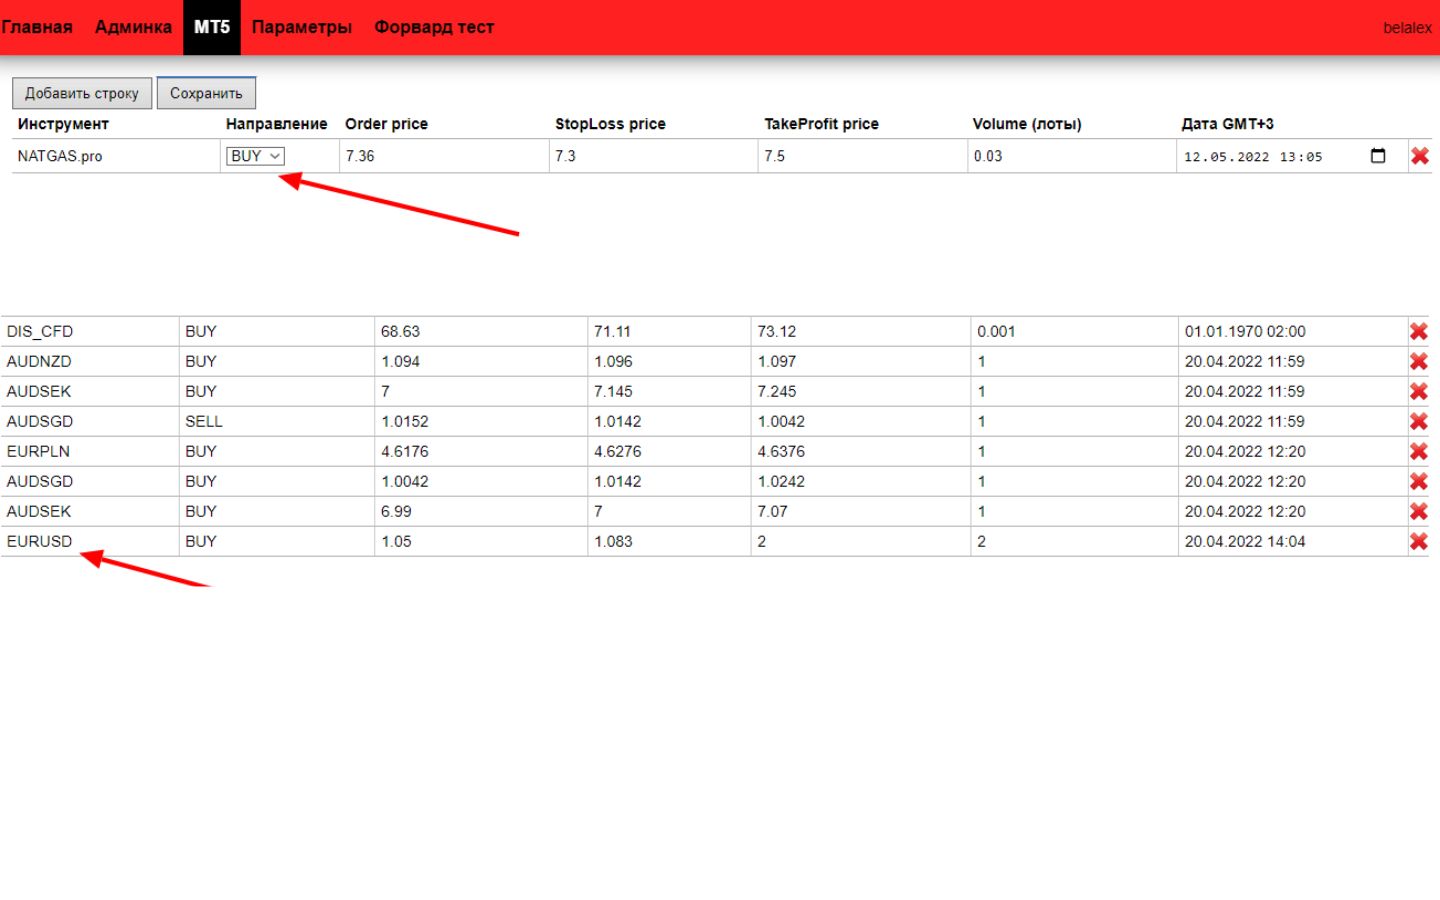 Главная Админка MT5 Параметры Форвард тест belalex
Добавить строку Сохранить
Инструмент Направление Order price StopLoss price TakeProfit price Volume (лоты) Дата GMT+3
NATGAS.pro BUY 7.36 7.3 7.5 0.03 12.05.2022 13:05
DIS_CFD BUY 68.63 71.11 73.12 0.001 01.01.1970 02:00
AUDNZD BUY 1.094 1.096 1.097 1 20.04.2022 11:59
AUDSEK BUY 7 7.145 7.245 1 20.04.2022 11:59
AUDSGD SELL 1.0152 1.0142 1.0042 1 20.04.2022 11:59
EURPLN BUY 4.6176 4.6276 4.6376 1 20.04.2022 12:20
AUDSGD BUY 1.0042 1.0142 1.0242 1 20.04.2022 12:20
AUDSEK BUY 6.99 7 7.07 1 20.04.2022 12:20
EURUSD BUY 1.05 1.083 2 2 20.04.2022 14:04